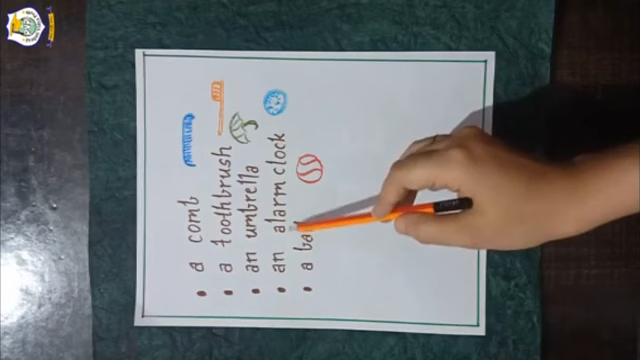 • a comb
• a toothbrush
• an umbrella
• an alarm clock
• a